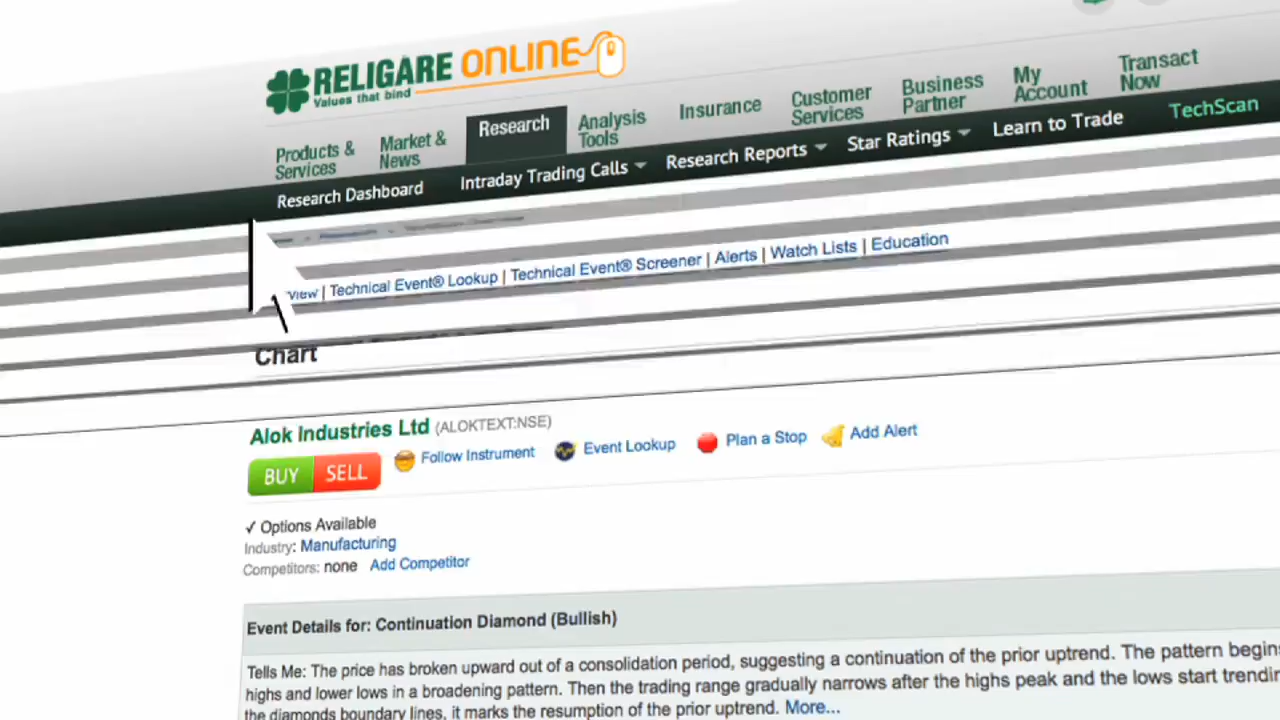 RELIGARE ONLINE
Values that bind
Products & Services
Market & News
Research
Analysis Tools
Insurance
Customer Services
Business Partner
My Account
Transact Now
Research Dashboard
Intraday Trading Calls
Research Reports
Star Ratings
Learn to Trade
TechScan
View | Technical Event® Lookup | Technical Event® Screener | Alerts | Watch Lists | Education
Chart
Alok Industries Ltd (ALOKTEXT:NSE)
BUY SELL Follow Instrument Event Lookup Plan a Stop Add Alert
✓ Options Available
Industry: Manufacturing
Competitors: none Add Competitor
Event Details for: Continuation Diamond (Bullish)
Tells Me: The price has broken upward out of a consolidation period, suggesting a continuation of the prior uptrend. The pattern begins
highs and lower lows in a broadening pattern. Then the trading range gradually narrows after the highs peak and the lows start trendin
the diamonds boundary lines, it marks the resumption of the prior uptrend. More...